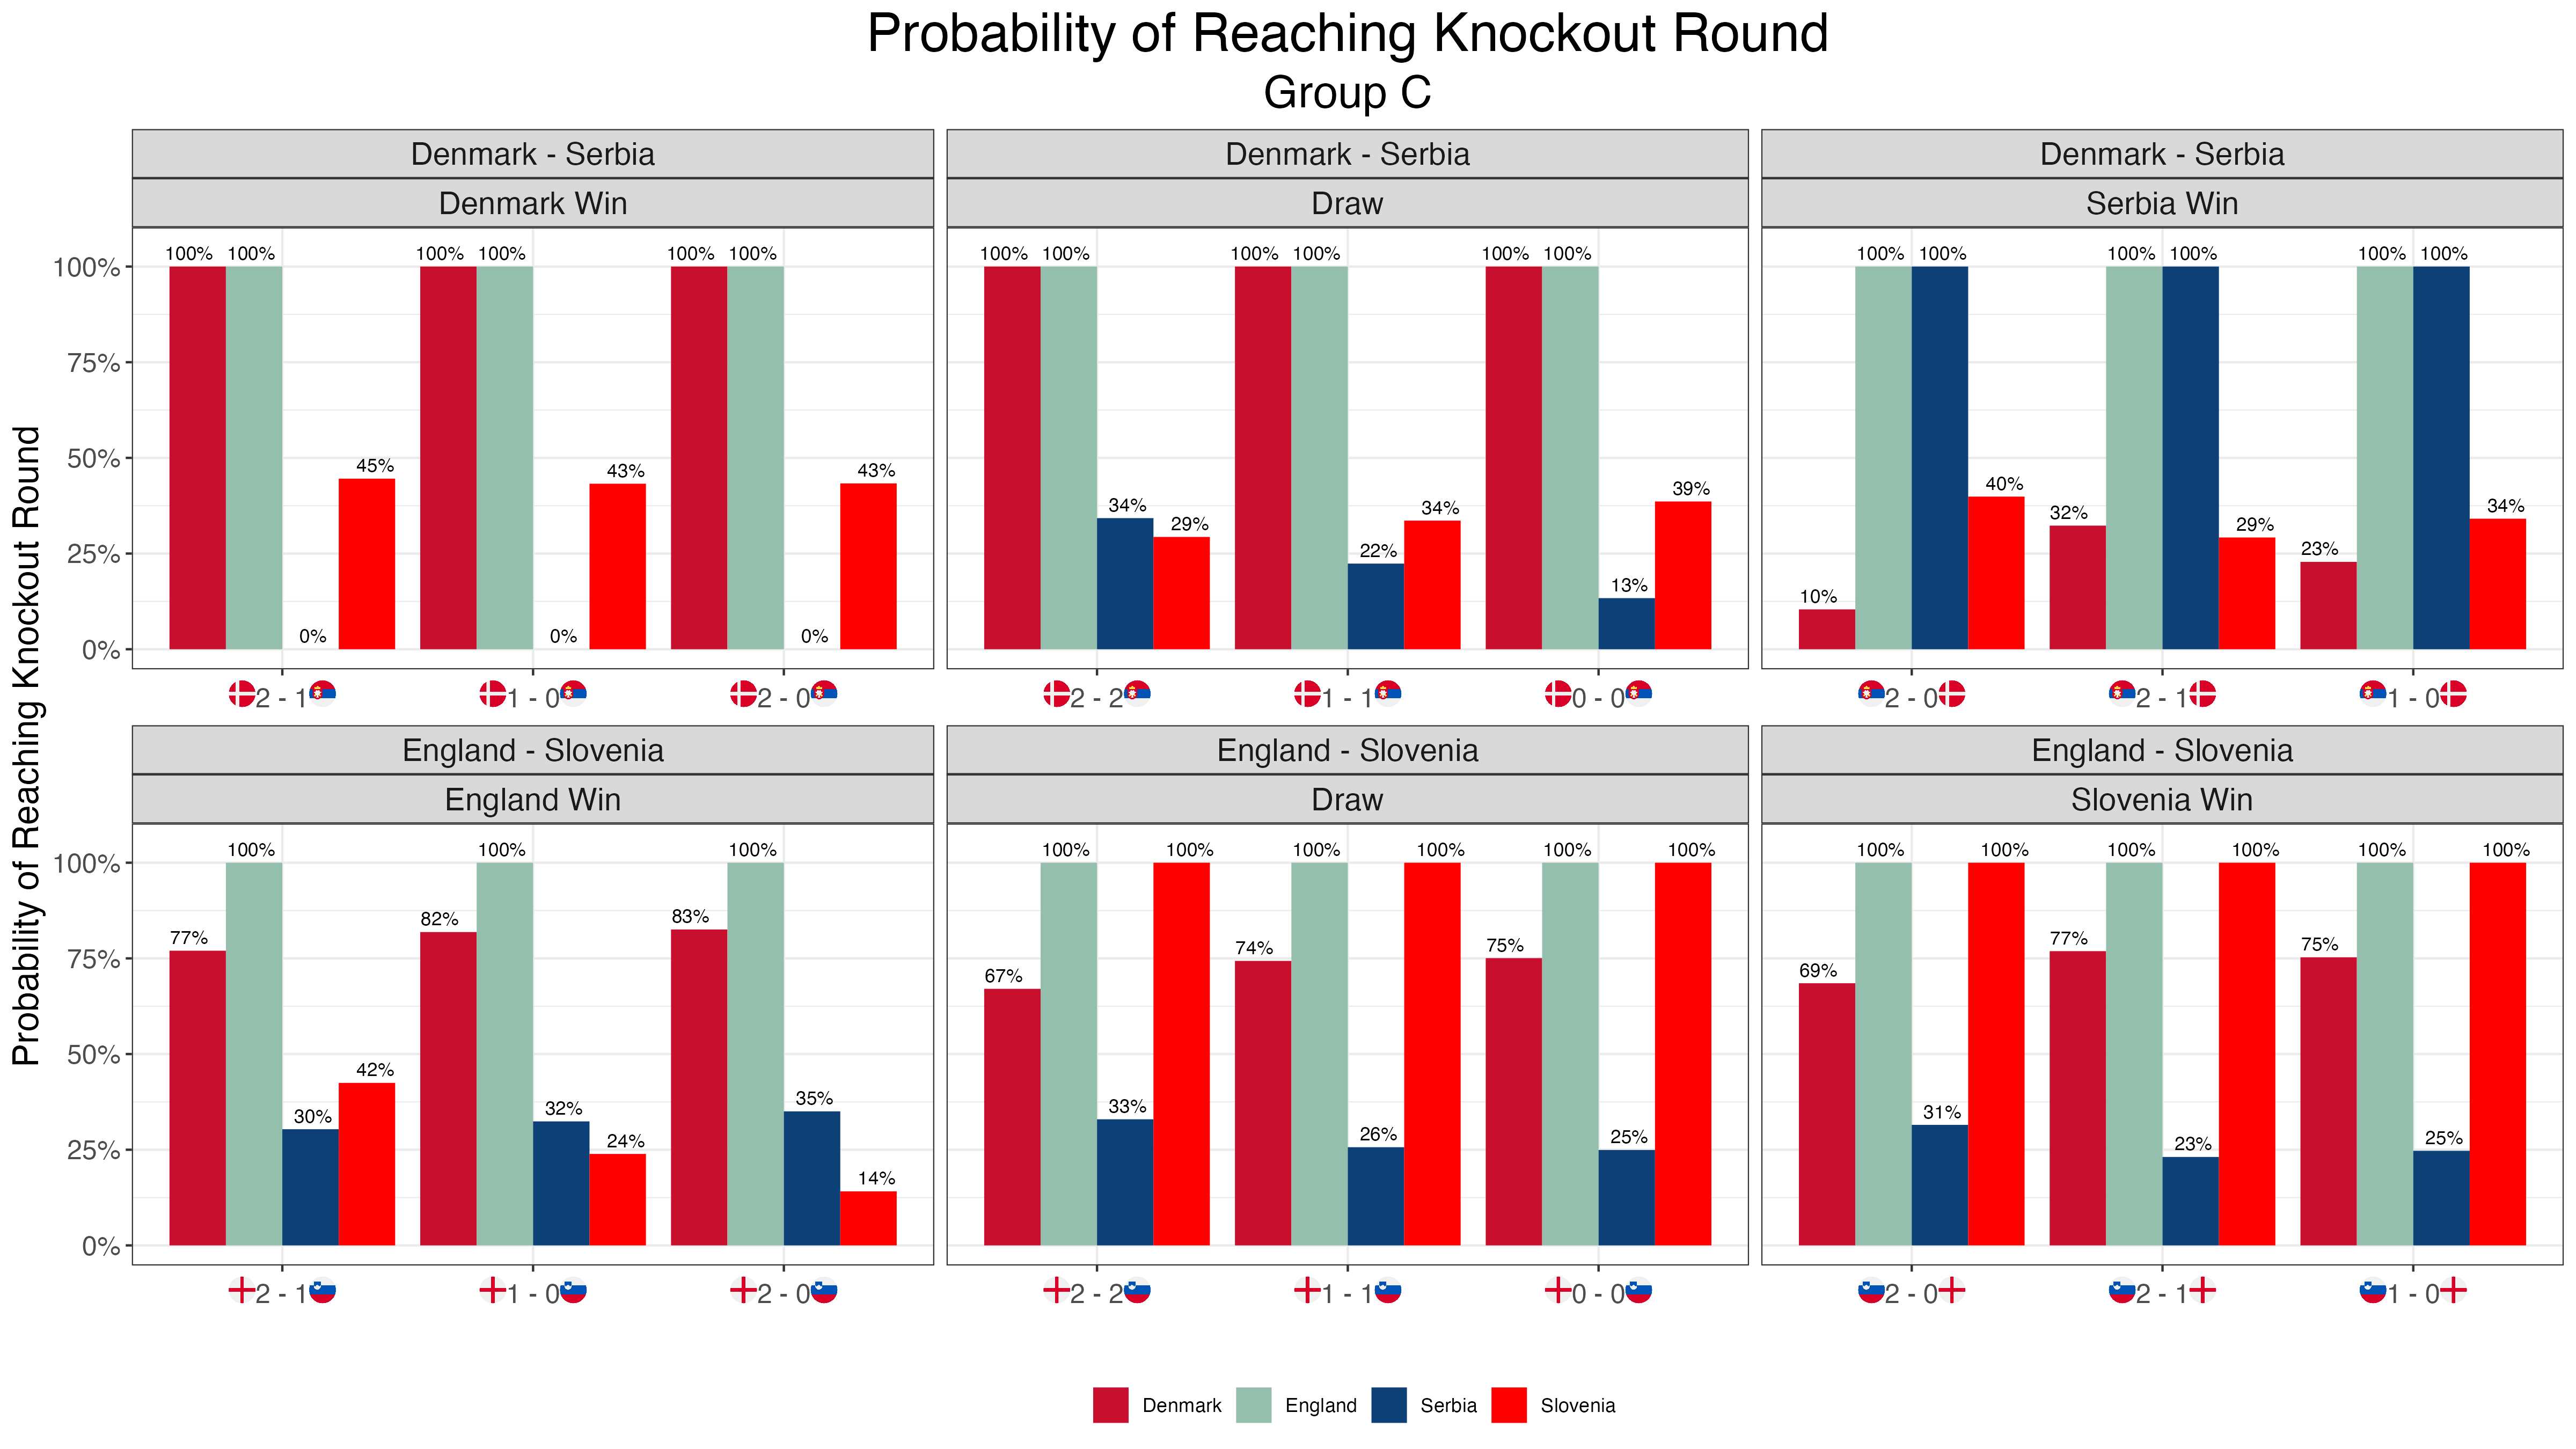 Probability of Reaching Knockout Round
Group C
Probability of Reaching Knockout Round
Denmark - Serbia
Denmark Win
100% 100% 0% 45% 100% 100% 0% 43% 100% 100% 0% 43%
100%
75%
50%
25%
0%
2 - 1 1 - 0 2 - 0
Denmark - Serbia
Draw
100% 100% 34% 29% 100% 100% 22% 34% 100% 100% 13% 39%
2 - 2 1 - 1 0 - 0
Denmark - Serbia
Serbia Win
10% 100% 100% 40% 32% 100% 100% 29% 23% 100% 100% 34%
2 - 0 2 - 1 1 - 0
England - Slovenia
England Win
77% 100% 30% 42% 82% 100% 32% 24% 83% 100% 35% 14%
100%
75%
50%
25%
0%
2 - 1 1 - 0 2 - 0
England - Slovenia
Draw
67% 100% 33% 100% 74% 100% 26% 100% 75% 100% 25% 100%
2 - 2 1 - 1 0 - 0
England - Slovenia
Slovenia Win
69% 100% 31% 100% 77% 100% 23% 100% 75% 100% 25% 100%
2 - 0 2 - 1 1 - 0
Denmark England Serbia Slovenia